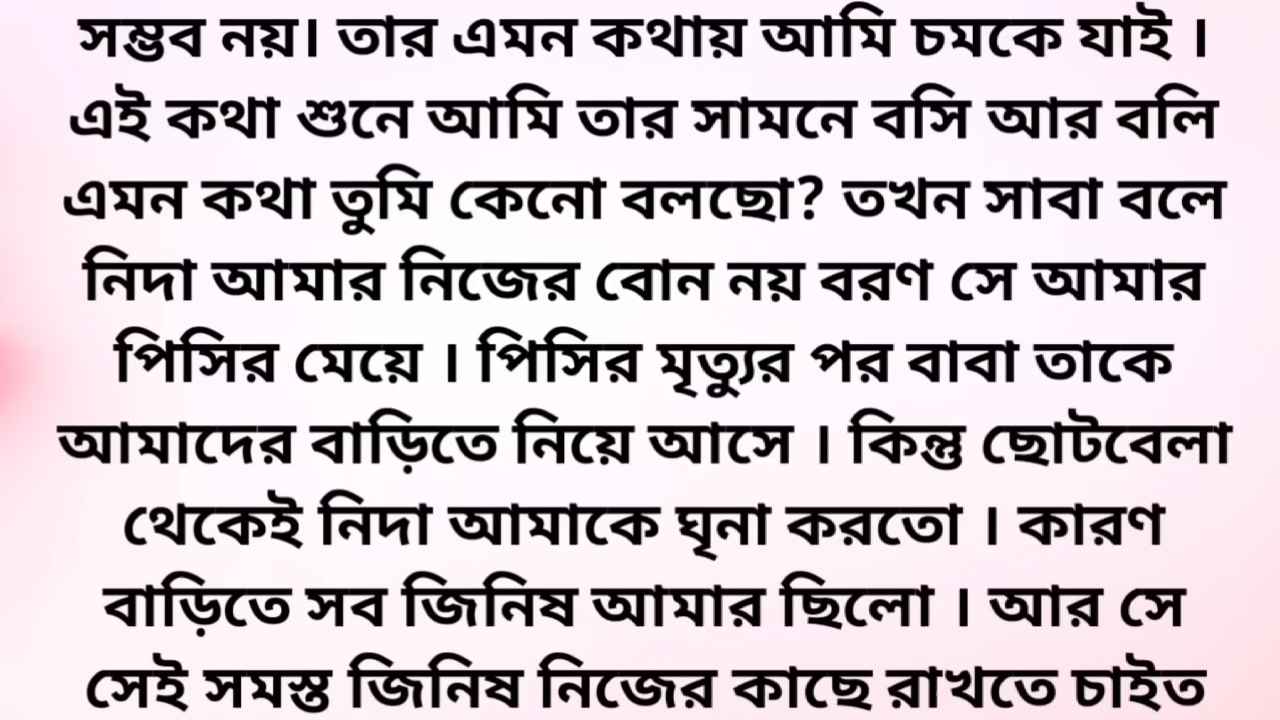 সম্ভব নয়। তার এমন কথায় আমি চমকে যাই ।
এই কথা শুনে আমি তার সামনে বসি আর বলি
এমন কথা তুমি কেনো বলছো? তখন সাবা বলে
নিদা আমার নিজের বোন নয় বরণ সে আমার
পিসির মেয়ে । পিসির মৃত্যুর পর বাবা তাকে
আমাদের বাড়িতে নিয়ে আসে । কিন্তু ছোটবেলা
থেকেই নিদা আমাকে ঘৃনা করতো । কারণ
বাড়িতে সব জিনিষ আমার ছিলো । আর সে
সেই সমস্ত জিনিষ নিজের কাছে রাখতে চাইত